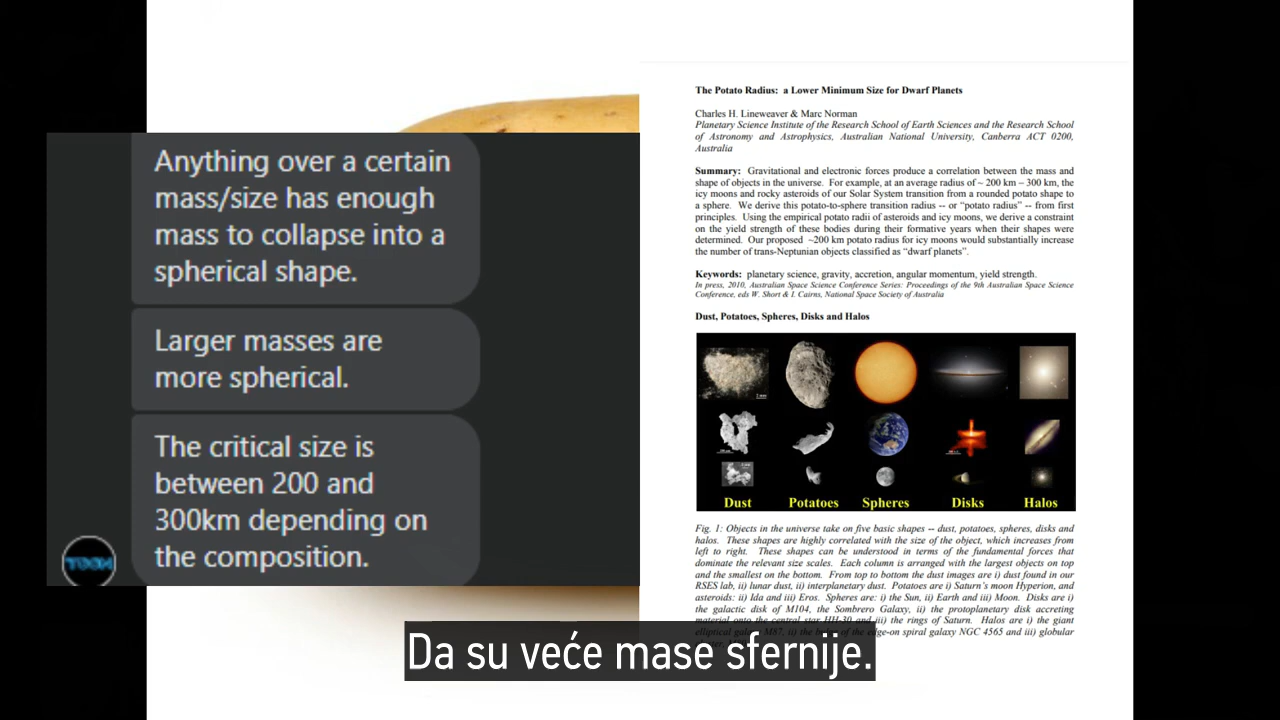 Anything over a certain
mass/size has enough
mass to collapse into a
spherical shape.
Larger masses are
more spherical.
The critical size is
between 200 and
300km depending on
the composition.
TOON
The Potato Radius: a Lower Minimum Size for Dwarf Planets
Charles H. Lineweaver & Marc Norman
Planetary Science Institute of the Research School of Earth Sciences and the Research School
of Astronomy and Astrophysics, Australian National University, Canberra ACT 0200,
Australia
Summary: Gravitational and electronic forces produce a correlation between the mass and
shape of objects in the universe. For example, at an average radius of ~ 200 km – 300 km, the
icy moons and rocky asteroids of our Solar System transition from a rounded potato shape to
a sphere. We derive this potato-to-sphere transition radius -- or "potato radius" -- from first
principles. Using the empirical potato radii of asteroids and icy moons, we derive a constraint
on the yield strength of these bodies during their formative years when their shapes were
determined. Our proposed ~200 km potato radius for icy moons would substantially increase
the number of trans-Neptunian objects classified as "dwarf planets".
Keywords: planetary science, gravity, accretion, angular momentum, yield strength.
In press, 2010, Australian Space Science Conference Series: Proceedings of the 9th Australian Space Science
Conference, eds W. Short & I. Cairns, National Space Society of Australia
Dust, Potatoes, Spheres, Disks and Halos
Dust Potatoes Spheres Disks Halos
Fig. 1: Objects in the universe take on five basic shapes -- dust, potatoes, spheres, disks and
halos. These shapes are highly correlated with the size of the object, which increases from
left to right. These shapes can be understood in terms of the fundamental forces that
dominate the relevant size scales. Each column is arranged with the largest objects on top
and the smallest on the bottom. From top to bottom the dust images are i) dust found in our
RSES lab, ii) lunar dust, ii) interplanetary dust. Potatoes are i) Saturn's moon Hyperion, and
asteroids: ii) Ida and iii) Eros. Spheres are: i) the Sun, ii) Earth and iii) Moon. Disks are i)
the galactic disk of M104, the Sombrero Galaxy, ii) the protoplanetary disk accreting
material onto the central star HH-30 and iii) the rings of Saturn. Halos are i) the giant
elliptical galaxy M87, ii) the of the edge-on spiral galaxy NGC 4565 and iii) globular
Da su veće mase sfernije.